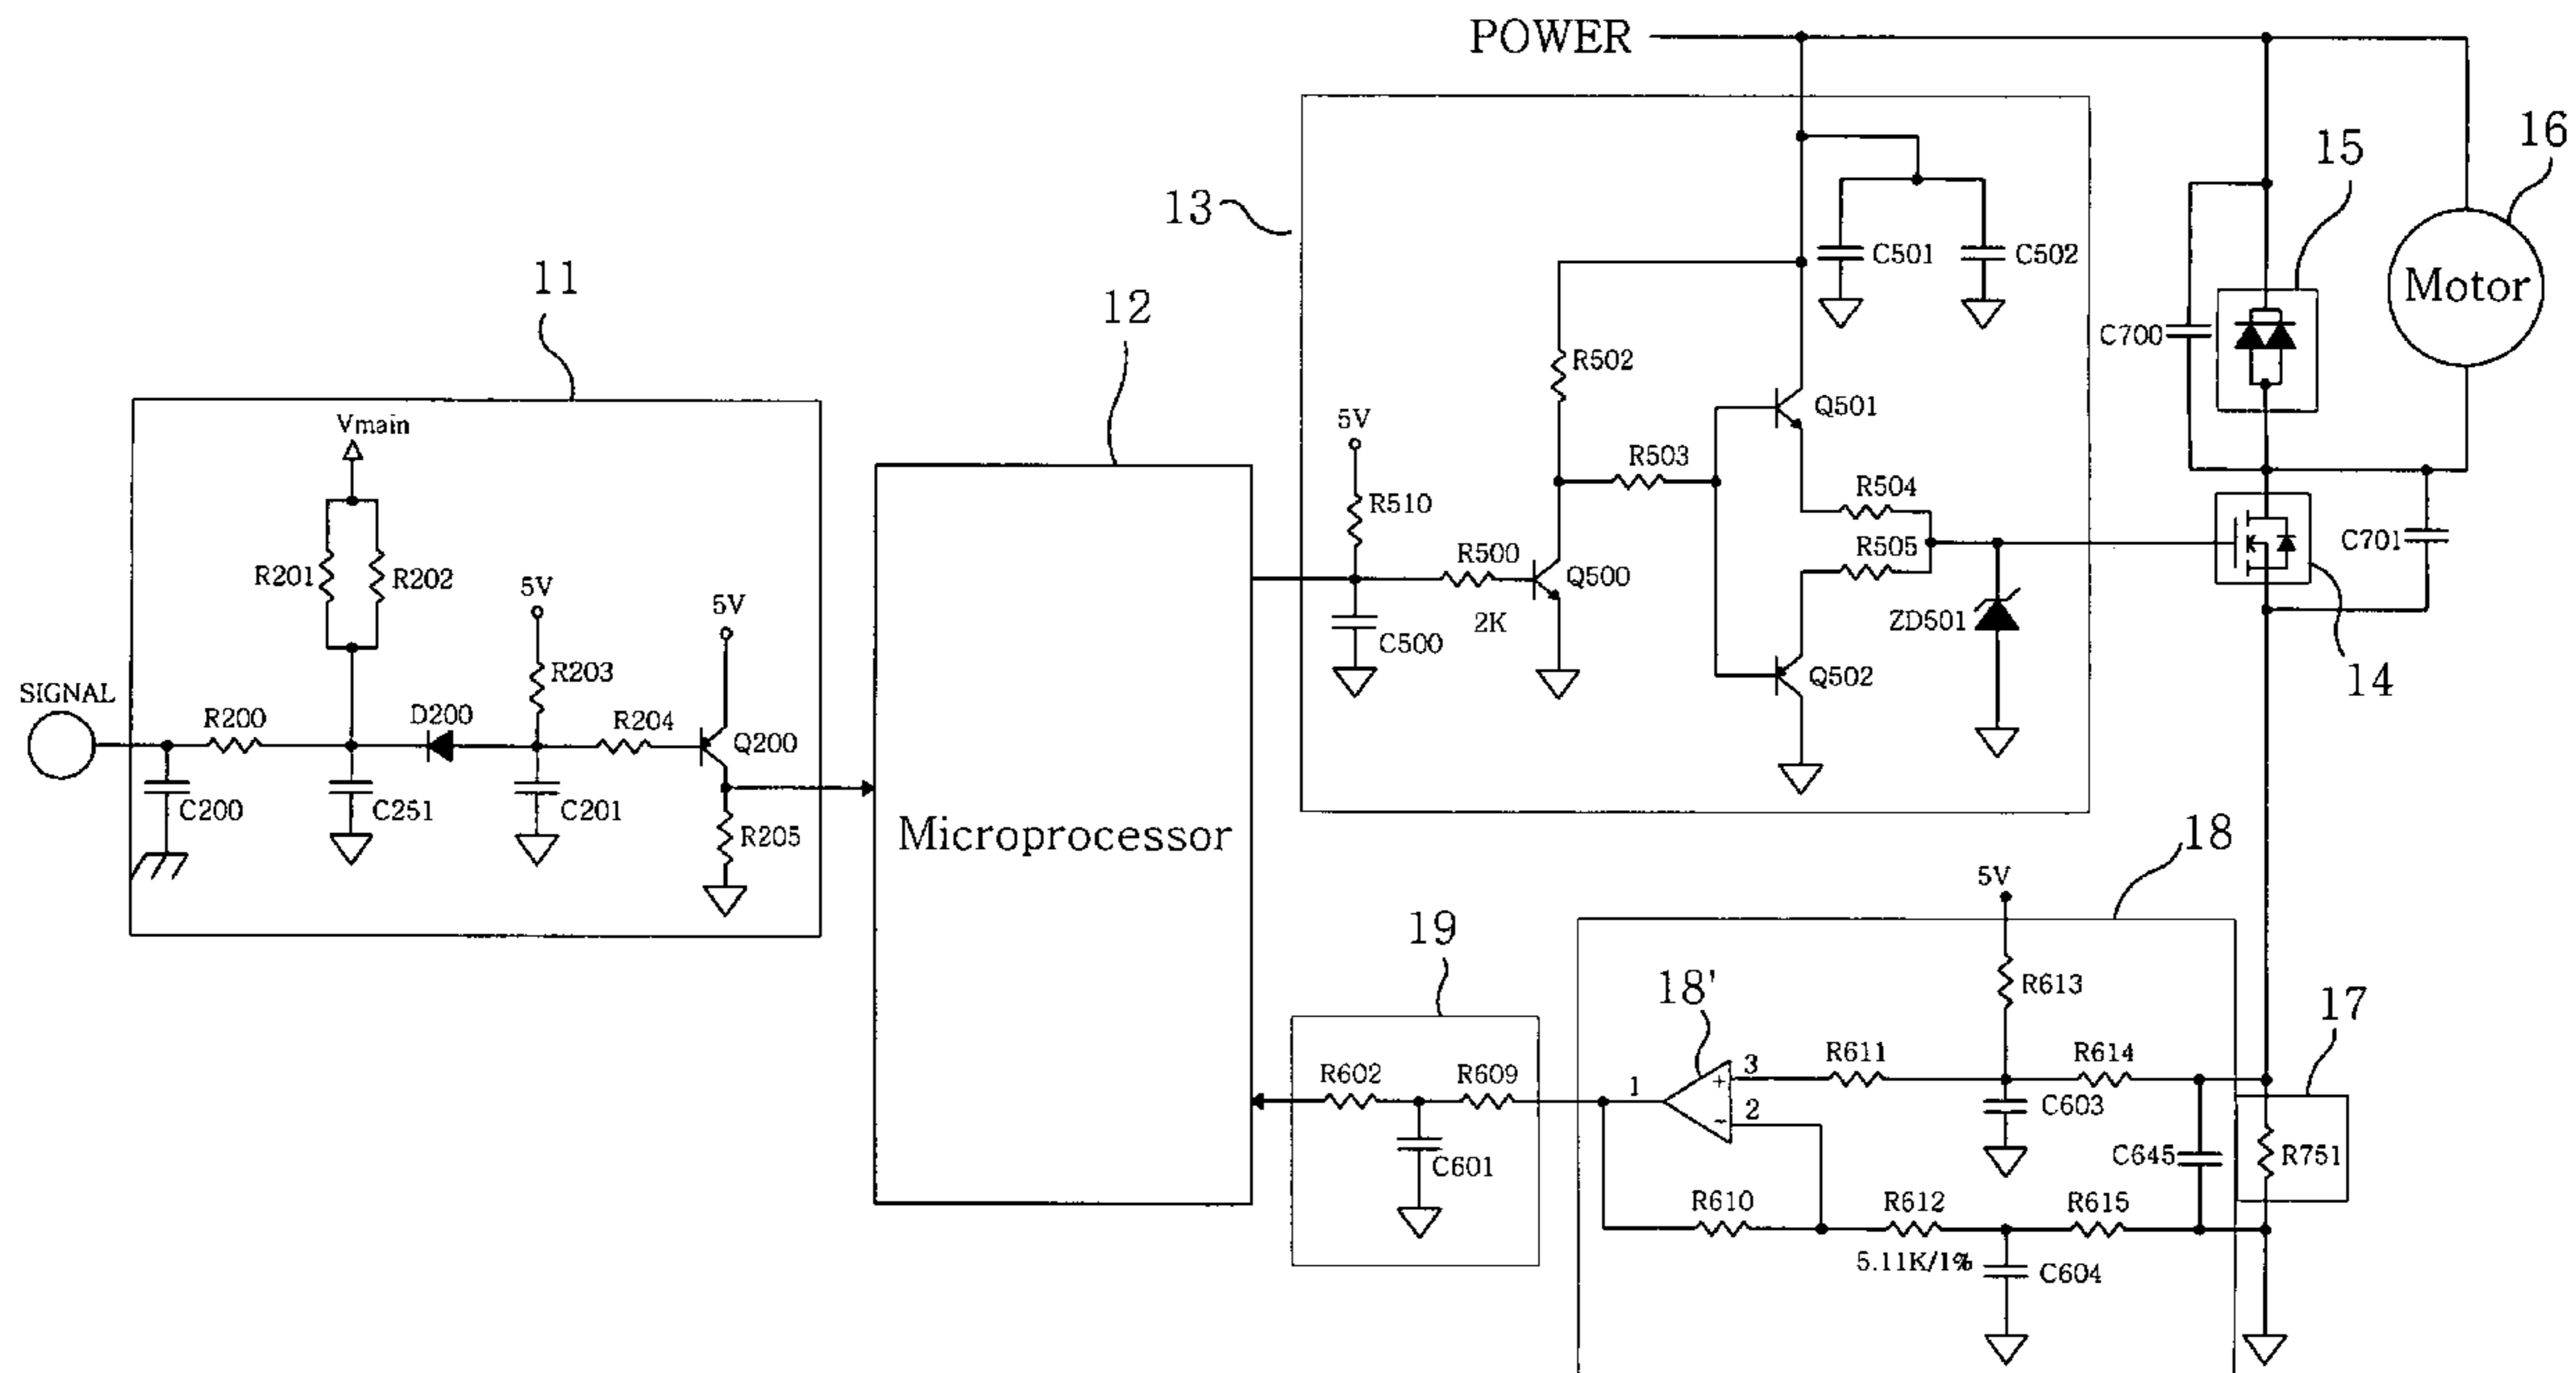 POWER
15
16
13
11
12
Motor
C501
C502
C700
R502
Vmain
Q501
5V
R503
R510
R504
R201
R202
R500
Q500
R505
C701
5V
5V
2K
C500
ZD501
14
SIGNAL
R200
D200
R203
R204
Q200
Q502
C200
C251
C201
R205
Microprocessor
18
5V
19
18'
R613
17
R602
R609
1
3
+
R611
R614
2
-
C603
C601
C645
R751
R610
R612
R615
5.11K/1%
C604